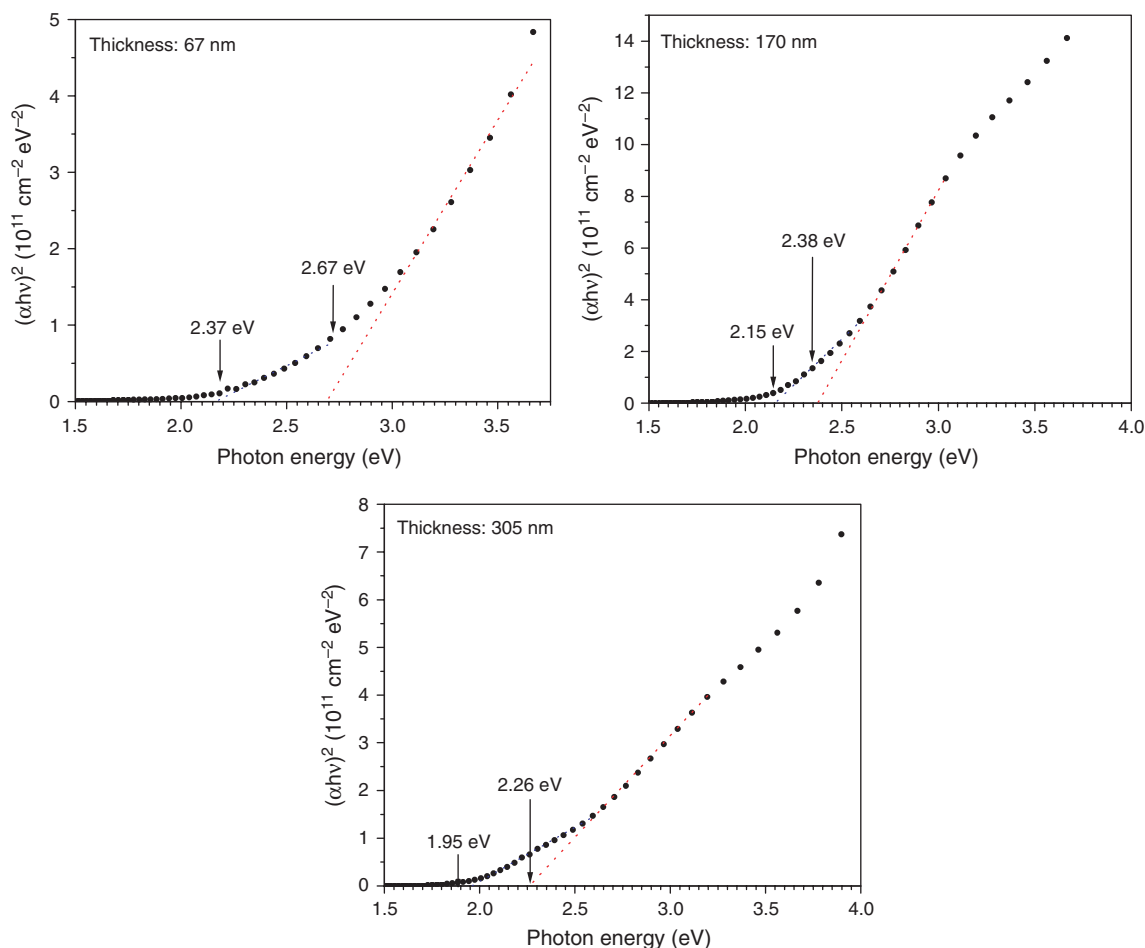 Thickness: 67 nm
(αhν)² (10¹¹ cm⁻² eV⁻²)
5
4
3
2
1
0
2.37 eV
2.67 eV
1.5 2.0 2.5 3.0 3.5
Photon energy (eV)
Thickness: 170 nm
(αhν)² (10¹¹ cm⁻² eV⁻²)
14
12
10
8
6
4
2
0
2.15 eV
2.38 eV
1.5 2.0 2.5 3.0 3.5 4.0
Photon energy (eV)
Thickness: 305 nm
(αhν)² (10¹¹ cm⁻² eV⁻²)
8
7
6
5
4
3
2
1
0
1.95 eV
2.26 eV
1.5 2.0 2.5 3.0 3.5 4.0
Photon energy (eV)